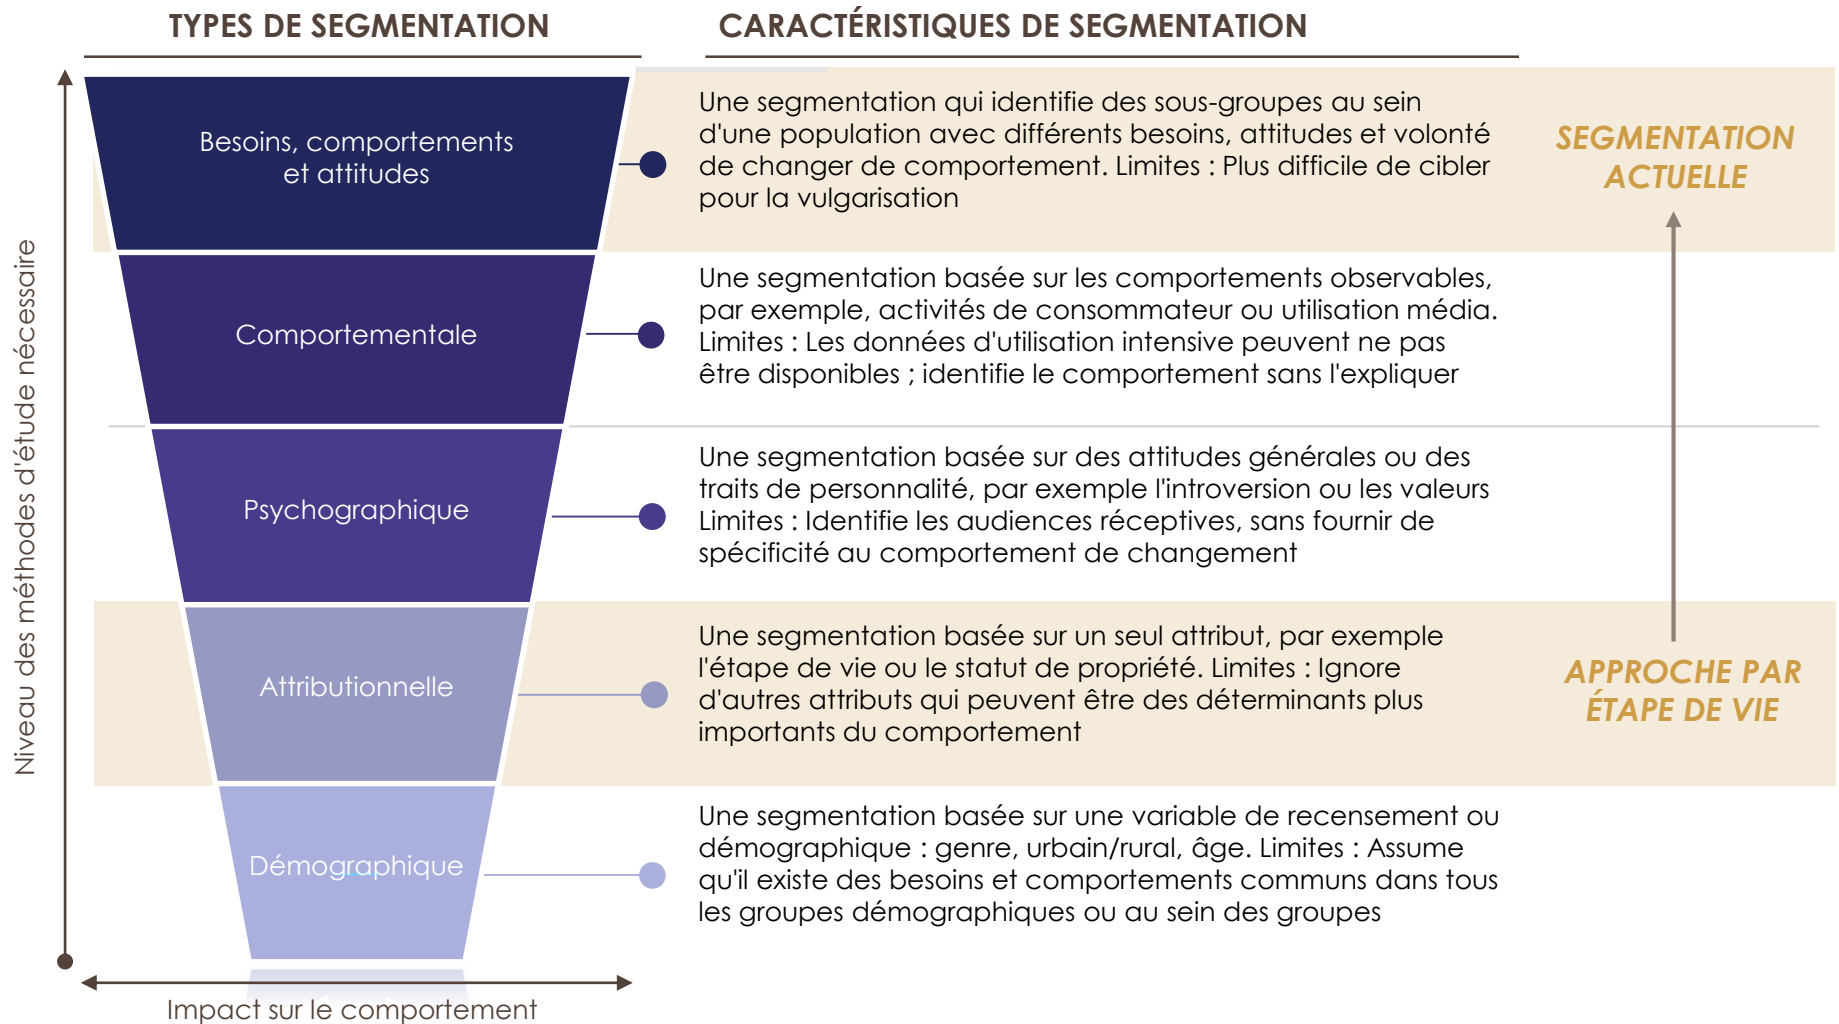 TYPES DE SEGMENTATION
CARACTÉRISTIQUES DE SEGMENTATION
Niveau des méthodes d'étude nécessaire
Besoins, comportements
et attitudes
Une segmentation qui identifie des sous-groupes au sein
d'une population avec différents besoins, attitudes et volonté
de changer de comportement. Limites : Plus difficile de cibler
pour la vulgarisation
SEGMENTATION
ACTUELLE
Comportementale
Une segmentation basée sur les comportements observables,
par exemple, activités de consommateur ou utilisation média.
Limites : Les données d'utilisation intensive peuvent ne pas
être disponibles ; identifie le comportement sans l'expliquer
Psychographique
Une segmentation basée sur des attitudes générales ou des
traits de personnalité, par exemple l'introversion ou les valeurs
Limites : Identifie les audiences réceptives, sans fournir de
spécificité au comportement de changement
Attributionnelle
Une segmentation basée sur un seul attribut, par exemple
l'étape de vie ou le statut de propriété. Limites : Ignore
d'autres attributs qui peuvent être des déterminants plus
importants du comportement
APPROCHE PAR
ÉTAPE DE VIE
Démographique
Une segmentation basée sur une variable de recensement ou
démographique : genre, urbain/rural, âge. Limites : Assume
qu'il existe des besoins et comportements communs dans tous
les groupes démographiques ou au sein des groupes
Impact sur le comportement